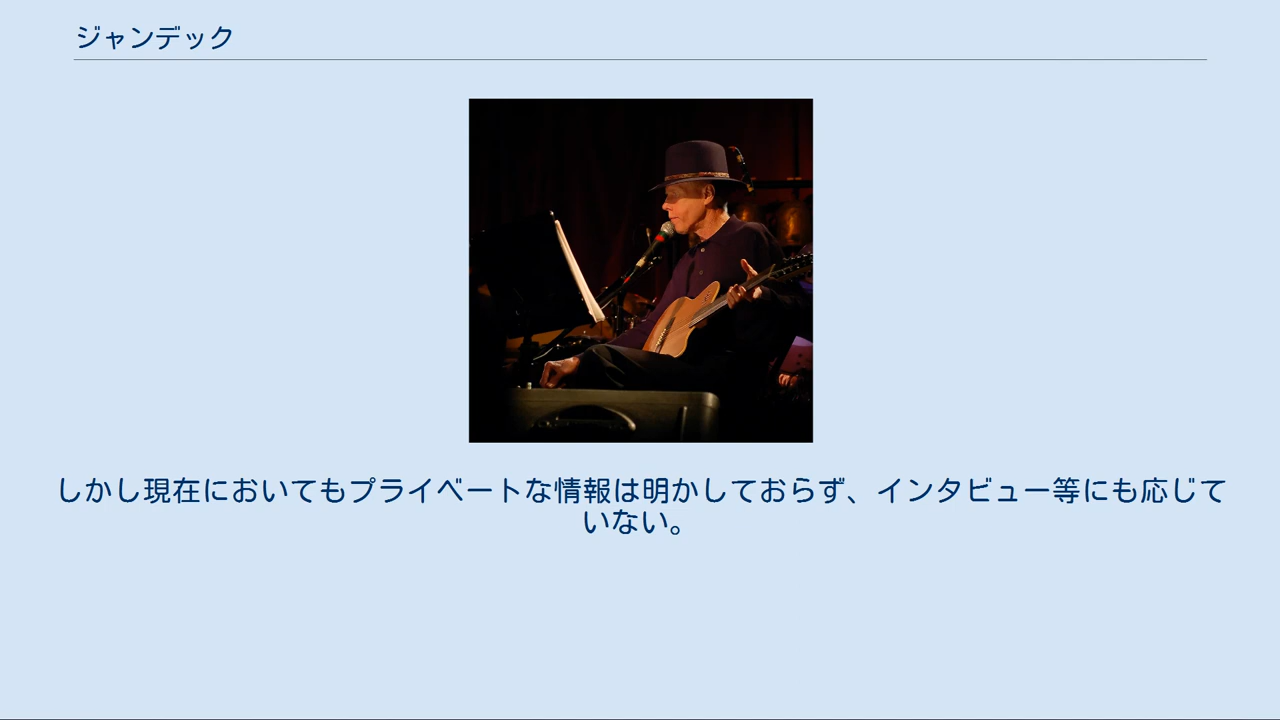 ジャンデック
しかし現在においてもプライベートな情報は明かしておらず、インタビュー等にも応じて
いない。